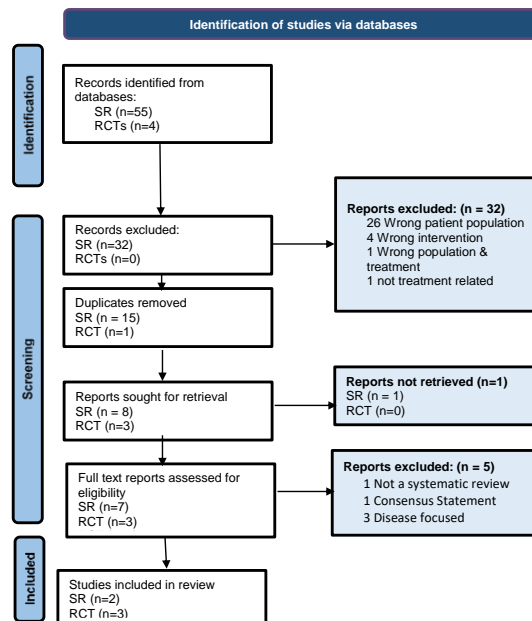 Identification of studies via databases
Identification
Records identified from
databases:
SR (n=55)
RCTs (n=4)
Screening
Records excluded:
SR (n=32)
RCTs (n=0)
Reports excluded: (n = 32)
26 Wrong patient population
4 Wrong intervention
1 Wrong population &
treatment
1 not treatment related
Duplicates removed
SR (n = 15)
RCT (n=1)
Reports sought for retrieval
SR (n = 8)
RCT (n=3)
Reports not retrieved (n=1)
SR (n = 1)
RCT (n=0)
Full text reports assessed for
eligibility
SR (n=7)
RCT (n=3)
Reports excluded: (n = 5)
1 Not a systematic review
1 Consensus Statement
3 Disease focused
Included
Studies included in review
SR (n=2)
RCT (n=3)